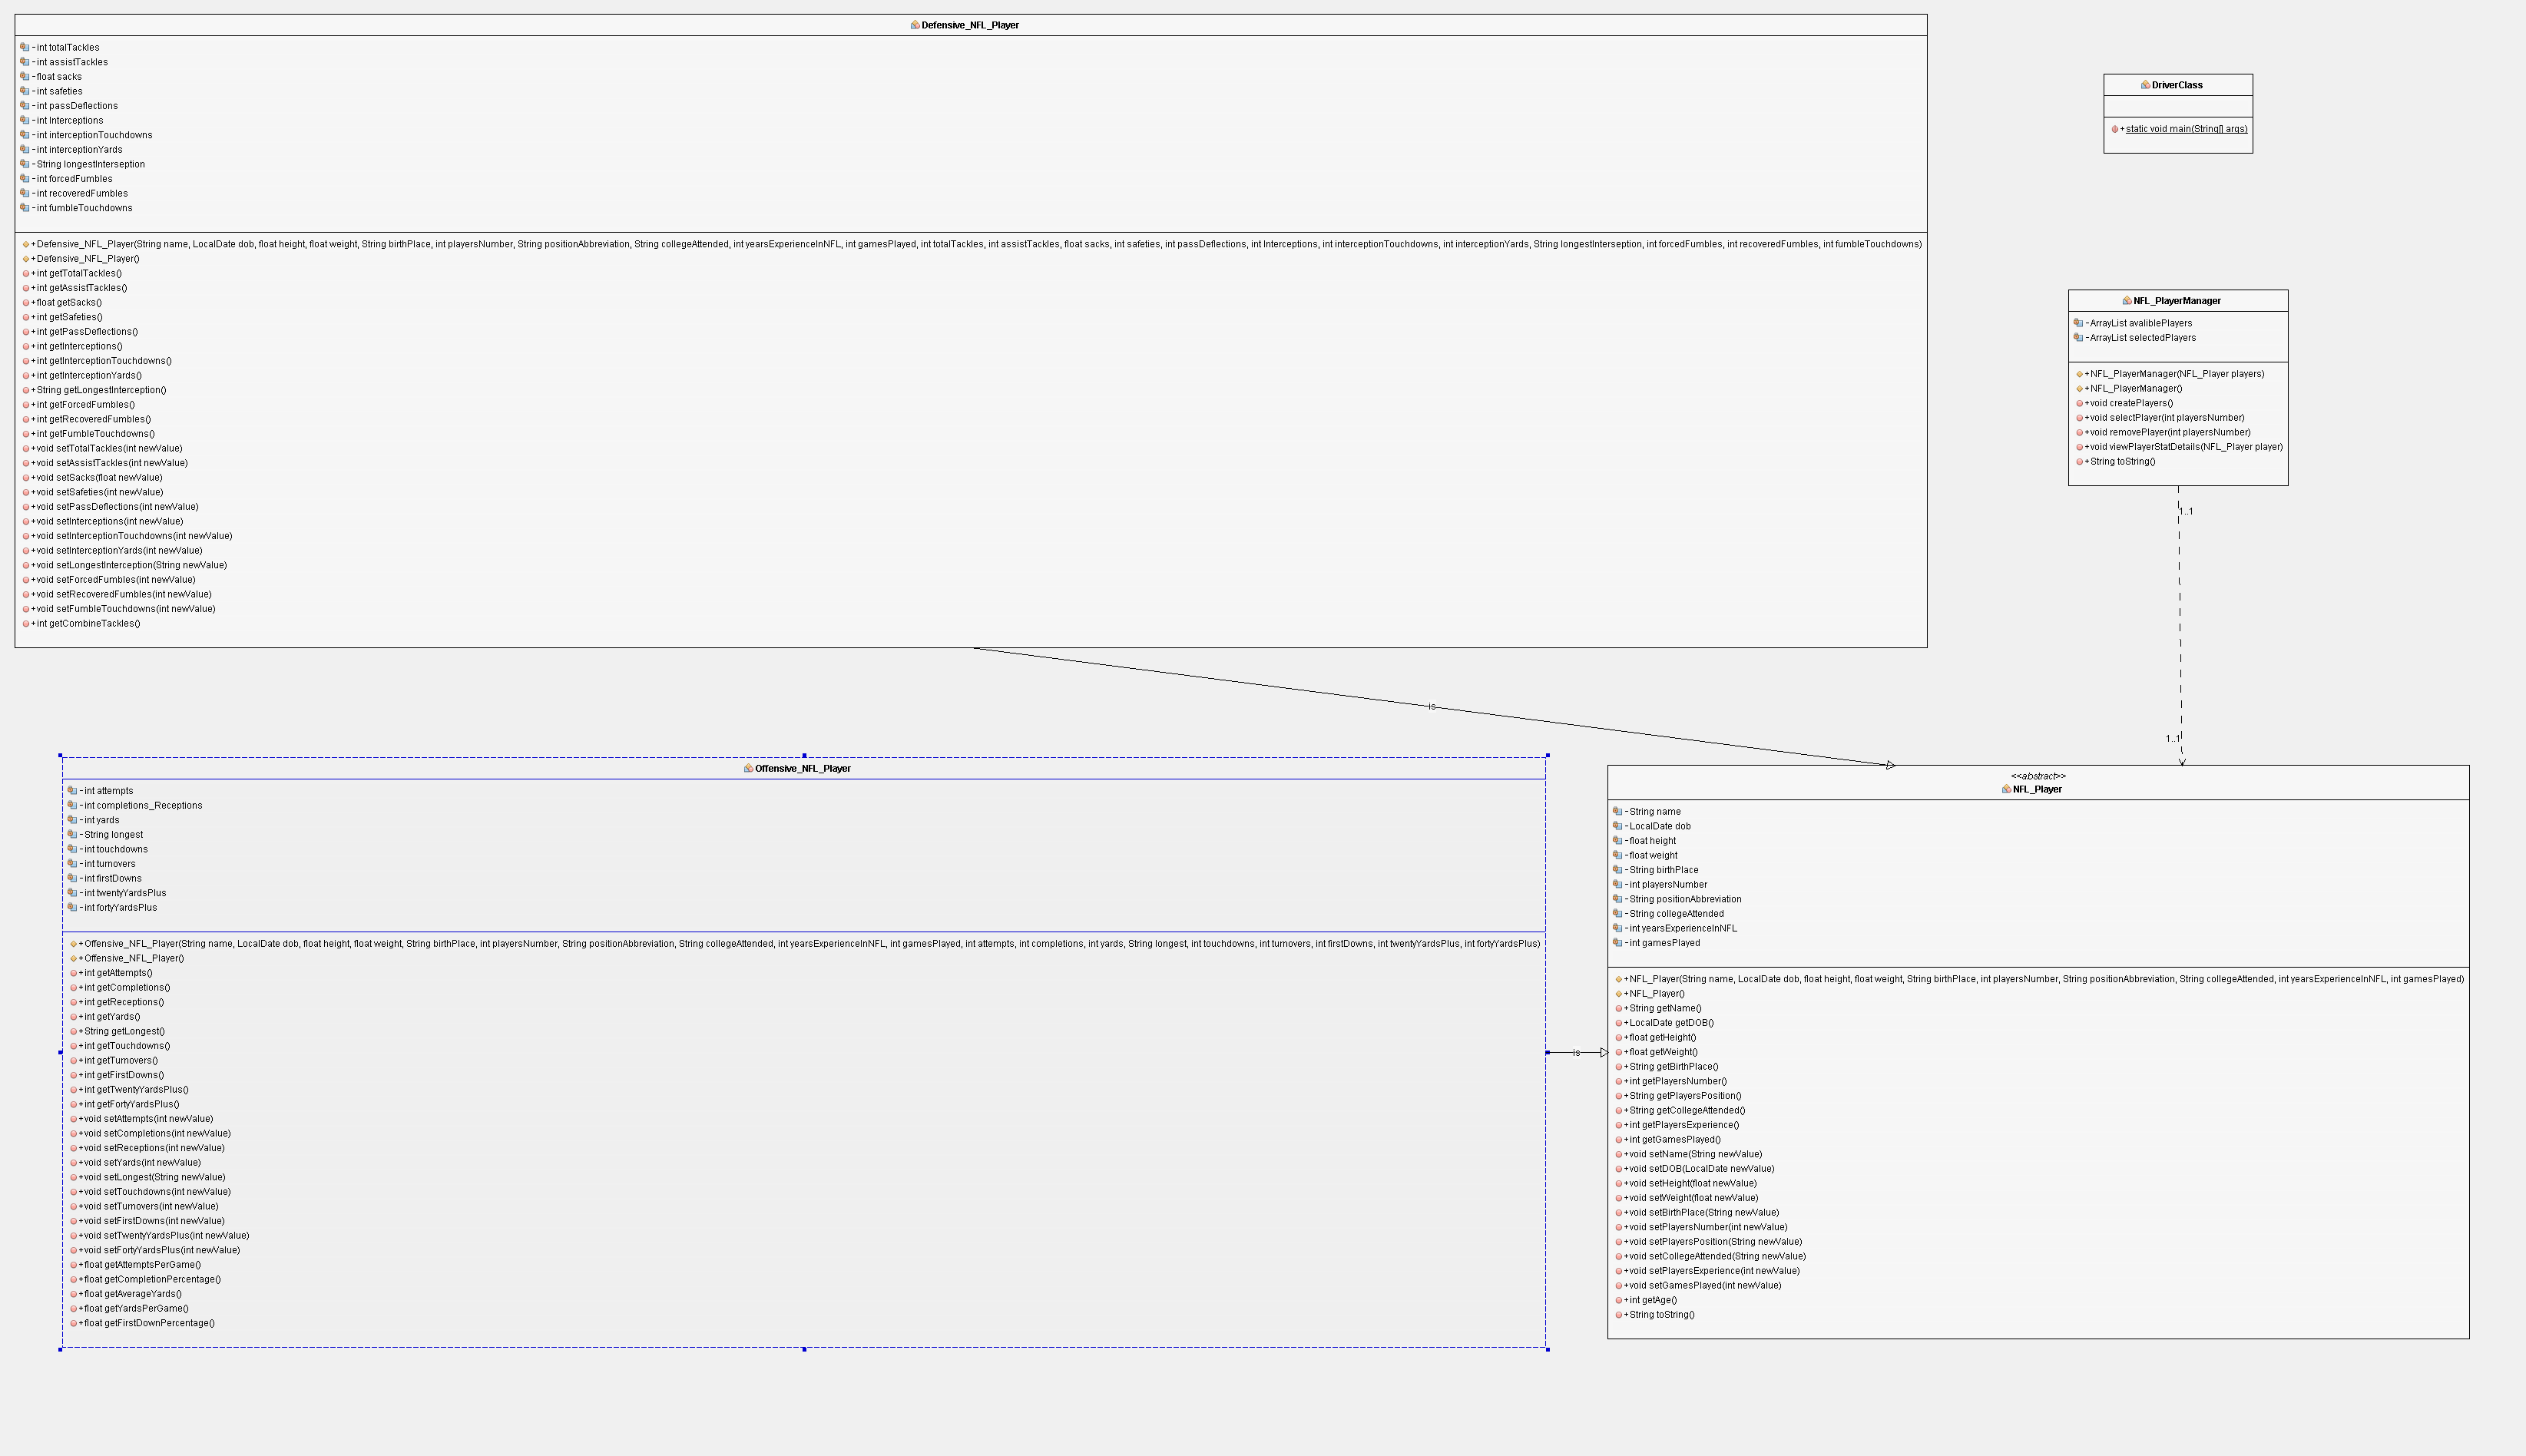 Defensive_NFL_Player
-int totalTackles
-int assistTackles
-float sacks
-int safeties
-int passDeflections
-int Interceptions
-int interceptionTouchdowns
-int interceptionYards
-String longestInterseption
-int forcedFumbles
-int recoveredFumbles
-int fumbleTouchdowns
+Defensive_NFL_Player(String name, LocalDate dob, float height, float weight, String birthPlace, int playersNumber, String positionAbbreviation, String collegeAttended, int yearsExperienceInNFL, int gamesPlayed, int totalTackles, int assistTackles, float sacks, int safeties, int passDeflections, int Interceptions, int interceptionTouchdowns, int interceptionYards, String longestInterseption, int forcedFumbles, int recoveredFumbles, int fumbleTouchdowns)
+Defensive_NFL_Player()
+int getTotalTackles()
+int getAssistTackles()
+float getSacks()
+int getSafeties()
+int getPassDeflections()
+int getInterceptions()
+int getInterceptionTouchdowns()
+int getInterceptionYards()
+String getLongestInterception()
+int getForcedFumbles()
+int getRecoveredFumbles()
+int getFumbleTouchdowns()
+void setTotalTackles(int newValue)
+void setAssistTackles(int newValue)
+void setSacks(float newValue)
+void setSafeties(int newValue)
+void setPassDeflections(int newValue)
+void setInterceptions(int newValue)
+void setInterceptionTouchdowns(int newValue)
+void setInterceptionYards(int newValue)
+void setLongestInterception(String newValue)
+void setForcedFumbles(int newValue)
+void setRecoveredFumbles(int newValue)
+void setFumbleTouchdowns(int newValue)
+int getCombineTackles()
DriverClass
+static void main(String[] args)
NFL_PlayerManager
-ArrayList avaliblePlayers
-ArrayList selectedPlayers
+NFL_PlayerManager(NFL_Player players)
+NFL_PlayerManager()
+void createPlayers()
+void selectPlayer(int playersNumber)
+void removePlayer(int playersNumber)
+void viewPlayerStatDetails(NFL_Player player)
+String toString()
1..1
is
1..1
Offensive_NFL_Player
-int attempts
-int completions_Receptions
-int yards
-String longest
-int touchdowns
-int turnovers
-int firstDowns
-int twentyYardsPlus
-int fortyYardsPlus
+Offensive_NFL_Player(String name, LocalDate dob, float height, float weight, String birthPlace, int playersNumber, String positionAbbreviation, String collegeAttended, int yearsExperienceInNFL, int gamesPlayed, int attempts, int completions, int yards, String longest, int touchdowns, int turnovers, int firstDowns, int twentyYardsPlus, int fortyYardsPlus)
+Offensive_NFL_Player()
+int getAttempts()
+int getCompletions()
+int getReceptions()
+int getYards()
+String getLongest()
+int getTouchdowns()
+int getTurnovers()
+int getFirstDowns()
+int getTwentyYardsPlus()
+int getFortyYardsPlus()
+void setAttempts(int newValue)
+void setCompletions(int newValue)
+void setReceptions(int newValue)
+void setYards(int newValue)
+void setLongest(String newValue)
+void setTouchdowns(int newValue)
+void setTurnovers(int newValue)
+void setFirstDowns(int newValue)
+void setTwentyYardsPlus(int newValue)
+void setFortyYardsPlus(int newValue)
+float getAttemptsPerGame()
+float getCompletionPercentage()
+float getAverageYards()
+float getYardsPerGame()
+float getFirstDownPercentage()
is
<<abstract>>
NFL_Player
-String name
-LocalDate dob
-float height
-float weight
-String birthPlace
-int playersNumber
-String positionAbbreviation
-String collegeAttended
-int yearsExperienceInNFL
-int gamesPlayed
+NFL_Player(String name, LocalDate dob, float height, float weight, String birthPlace, int playersNumber, String positionAbbreviation, String collegeAttended, int yearsExperienceInNFL, int gamesPlayed)
+NFL_Player()
+String getName()
+LocalDate getDOB()
+float getHeight()
+float getWeight()
+String getBirthPlace()
+int getPlayersNumber()
+String getPlayersPosition()
+String getCollegeAttended()
+int getPlayersExperience()
+int getGamesPlayed()
+void setName(String newValue)
+void setDOB(LocalDate newValue)
+void setHeight(float newValue)
+void setWeight(float newValue)
+void setBirthPlace(String newValue)
+void setPlayersNumber(int newValue)
+void setPlayersPosition(String newValue)
+void setCollegeAttended(String newValue)
+void setPlayersExperience(int newValue)
+void setGamesPlayed(int newValue)
+int getAge()
+String toString()